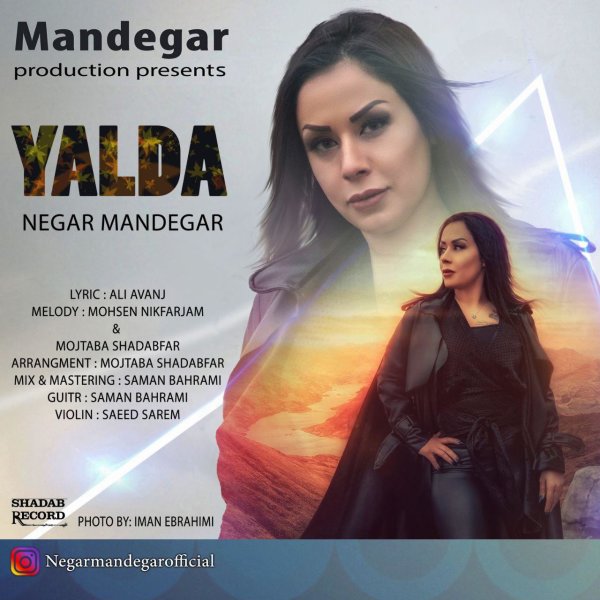 Mandegar
production presents
YALDA
NEGAR MANDEGAR
LYRIC : ALI AVANJ
MELODY : MOHSEN NIKFARJAM
&
MOJTABA SHADABFAR
ARRANGMENT : MOJTABA SHADABFAR
MIX & MASTERING : SAMAN BAHRAMI
GUITR : SAMAN BAHRAMI
VIOLIN : SAEED SAREM
SHADAB
RECORD
PHOTO BY: IMAN EBRAHIMI
Negarmandegarofficial